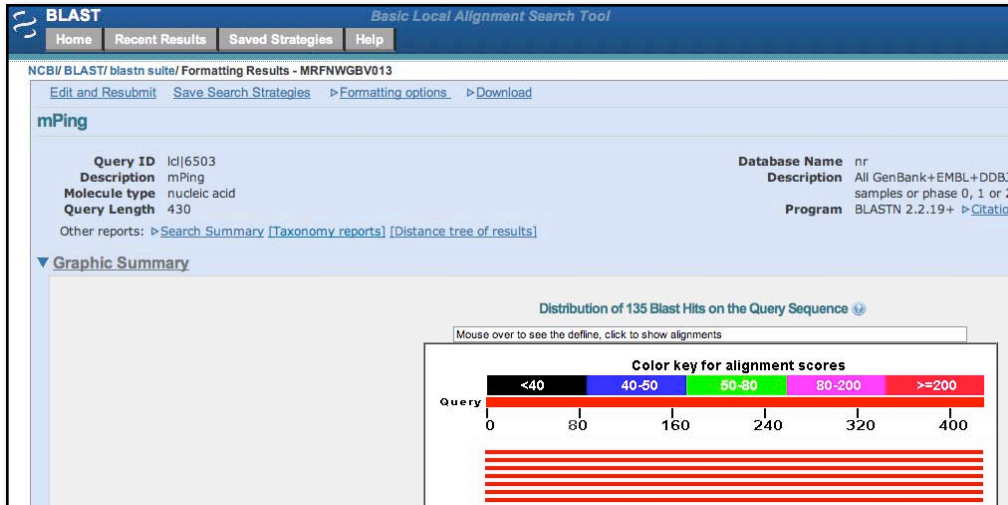 BLAST
Basic Local Alignment Search Tool
Home Recent Results Saved Strategies Help
NCBI/ BLAST/ blastn suite/ Formatting Results - MRFNWGBV013
Edit and Resubmit Save Search Strategies ▷Formatting options ▷Download
mPing
Query ID lcl|6503
Description mPing
Molecule type nucleic acid
Query Length 430
Database Name nr
Description All GenBank+EMBL+DDBJ
samples or phase 0, 1 or 2
Program BLASTN 2.2.19+ ▷Citatio
Other reports: ▷Search Summary [Taxonomy reports] [Distance tree of results]
▼Graphic Summary
Distribution of 135 Blast Hits on the Query Sequence
Mouse over to see the defline, click to show alignments
Color key for alignment scores
<40 40-50 50-80 80-200 >=200
Query
0 80 160 240 320 400